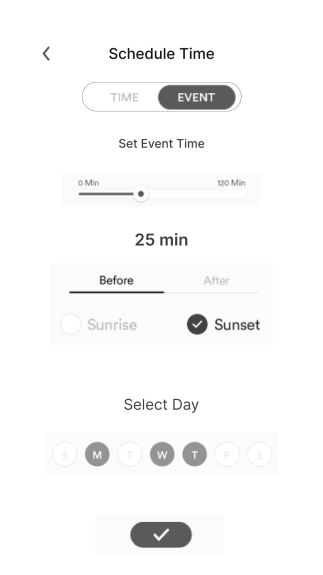 Schedule Time
TIME EVENT
Set Event Time
0 Min 120 Min
25 min
Before After
Sunrise Sunset
Select Day
S M T W T F S